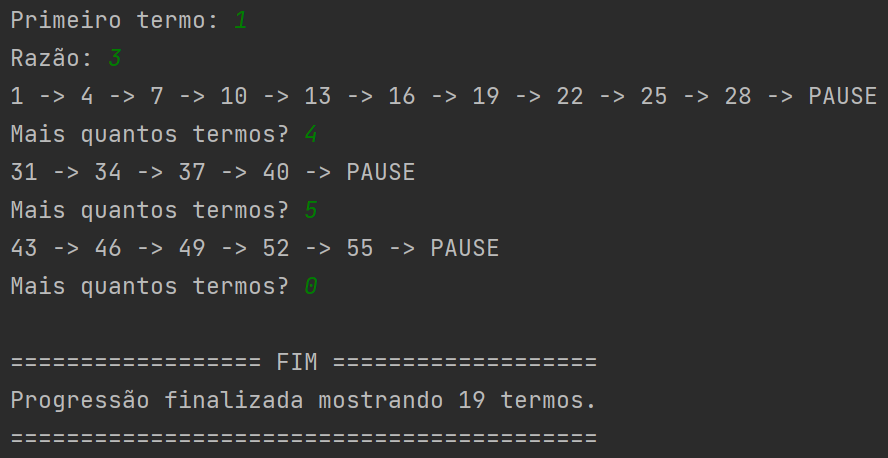 Primeiro termo: 1
Razão: 3
1 -> 4 -> 7 -> 10 -> 13 -> 16 -> 19 -> 22 -> 25 -> 28 -> PAUSE
Mais quantos termos? 4
31 -> 34 -> 37 -> 40 -> PAUSE
Mais quantos termos? 5
43 -> 46 -> 49 -> 52 -> 55 -> PAUSE
Mais quantos termos? 0
================== FIM ===================
Progressão finalizada mostrando 19 termos.
==========================================